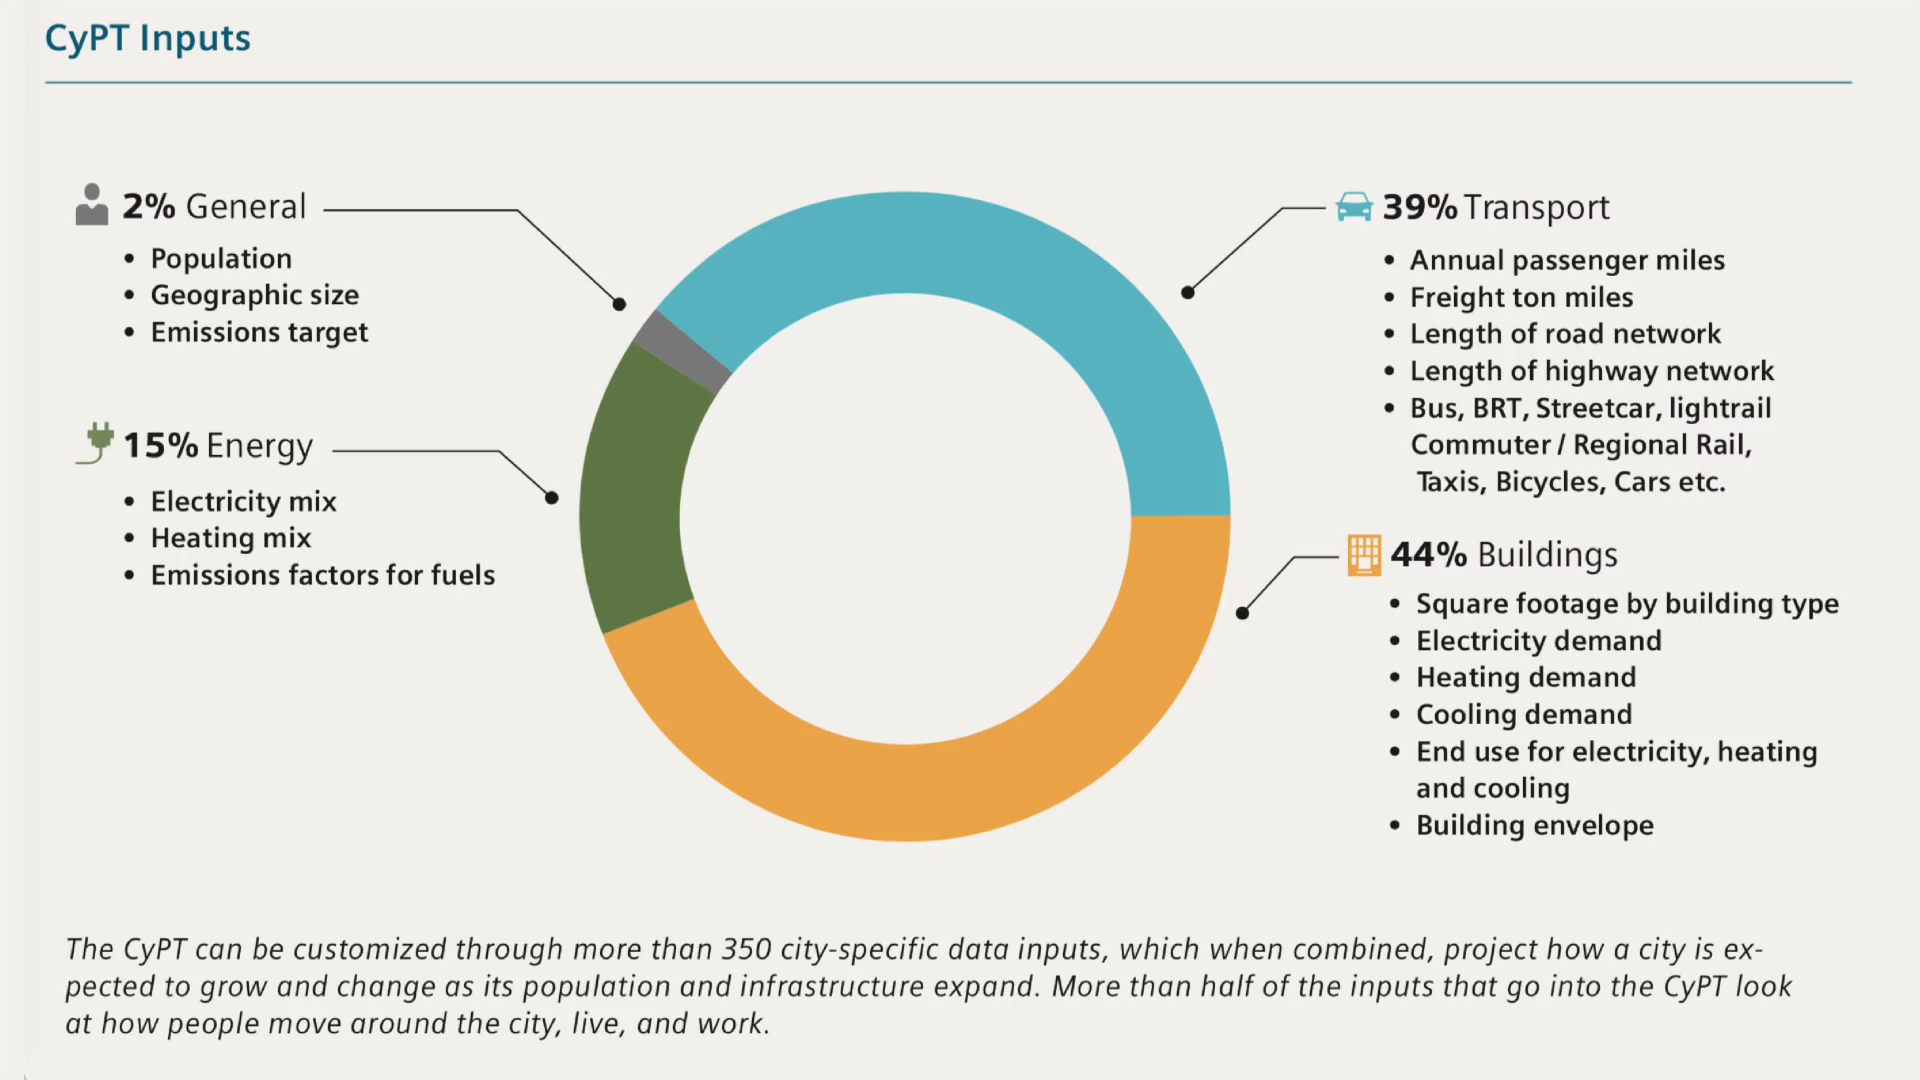 CyPT Inputs
2% General
• Population
• Geographic size
• Emissions target
15% Energy
• Electricity mix
• Heating mix
• Emissions factors for fuels
39% Transport
• Annual passenger miles
• Freight ton miles
• Length of road network
• Length of highway network
• Bus, BRT, Streetcar, lightrail
Commuter / Regional Rail,
Taxis, Bicycles, Cars etc.
44% Buildings
• Square footage by building type
• Electricity demand
• Heating demand
• Cooling demand
• End use for electricity, heating
and cooling
• Building envelope
The CyPT can be customized through more than 350 city-specific data inputs, which when combined, project how a city is ex-
pected to grow and change as its population and infrastructure expand. More than half of the inputs that go into the CyPT look
at how people move around the city, live, and work.